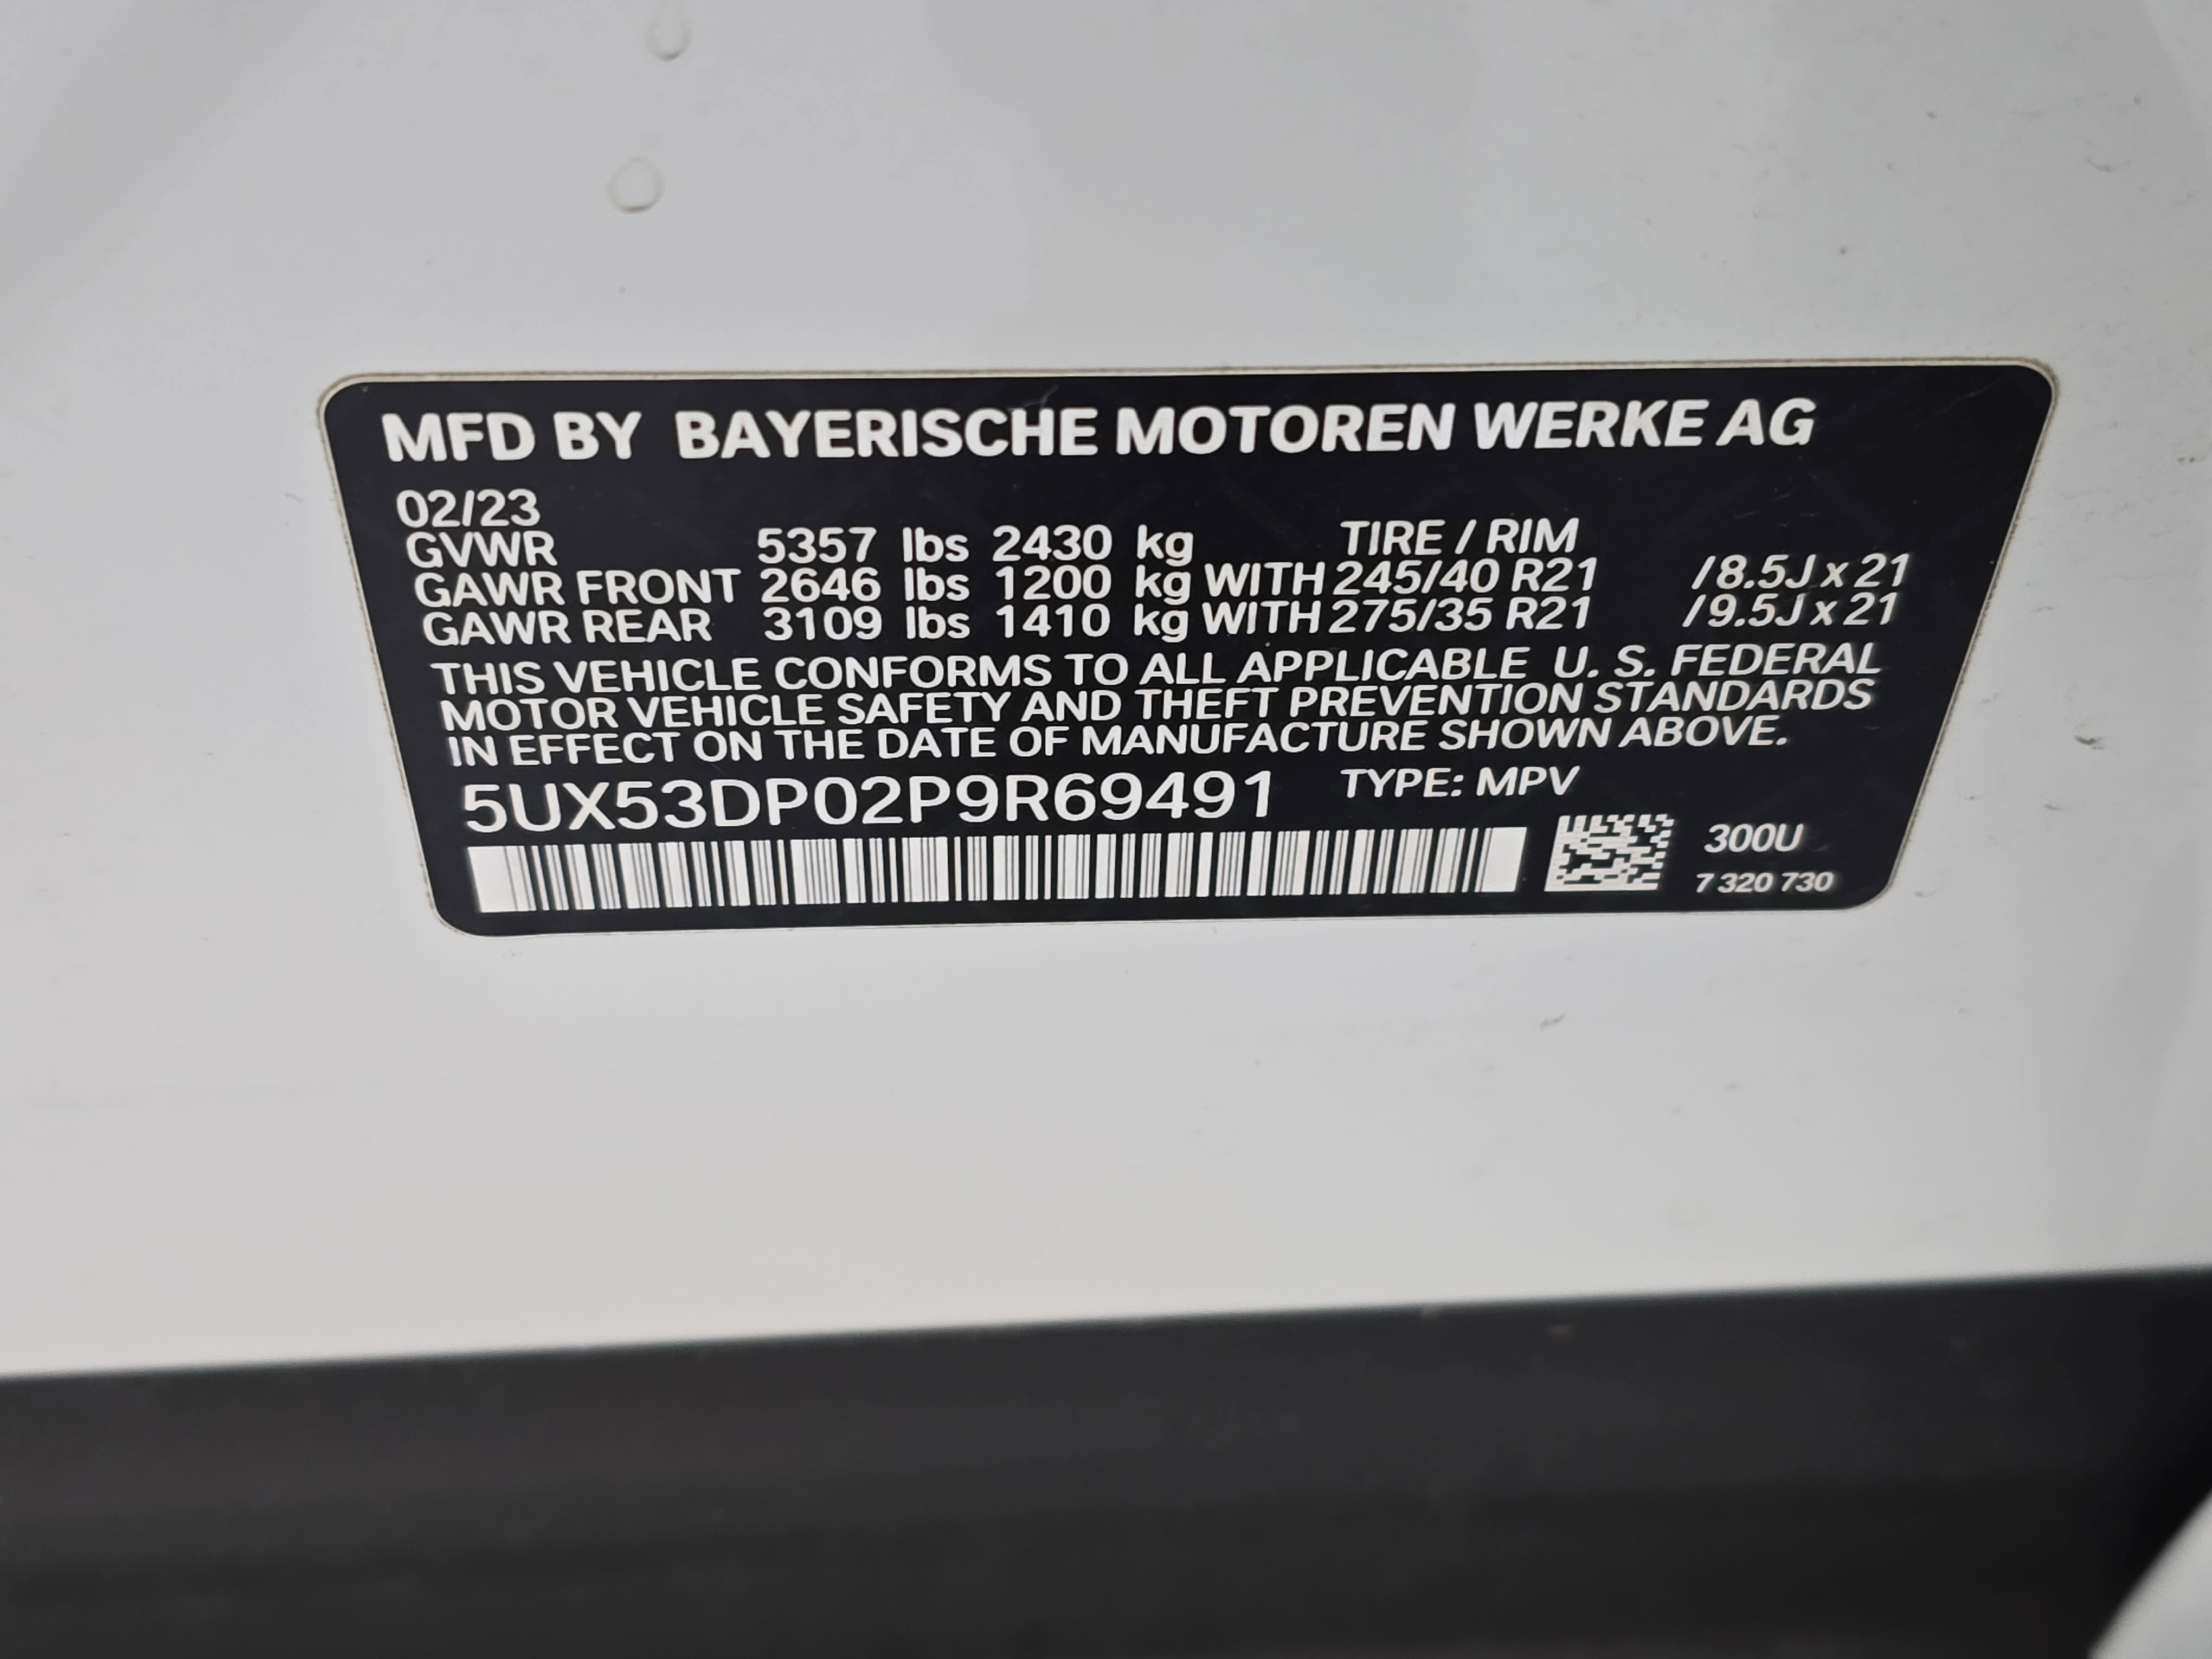 MFD BY BAYERISCHE MOTOREN WERKE AG
02/23
GVWR 5357 lbs 2430 kg TIRE / RIM
GAWR FRONT 2646 lbs 1200 kg WITH 245/40 R21 /8.5J x 21
GAWR REAR 3109 lbs 1410 kg WITH 275/35 R21 /9.5J x 21
THIS VEHICLE CONFORMS TO ALL APPLICABLE U. S. FEDERAL
MOTOR VEHICLE SAFETY AND THEFT PREVENTION STANDARDS
IN EFFECT ON THE DATE OF MANUFACTURE SHOWN ABOVE.
5UX53DP02P9R69491 TYPE: MPV
300U
7 320 730